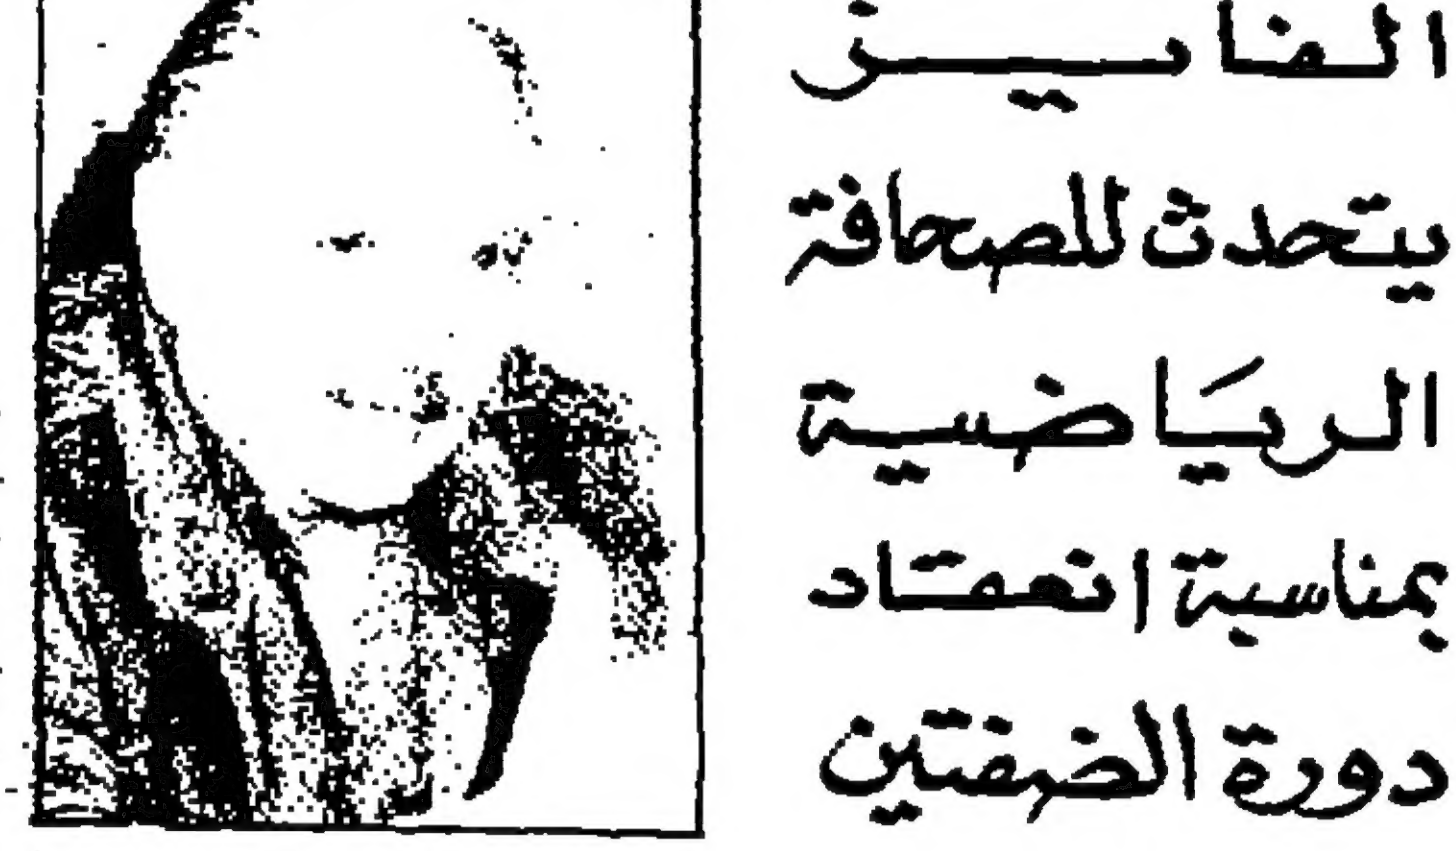 الفايز
يتحدث للصحافة
الرياضية
بمناسبة انعقاد
دورة الضفتين